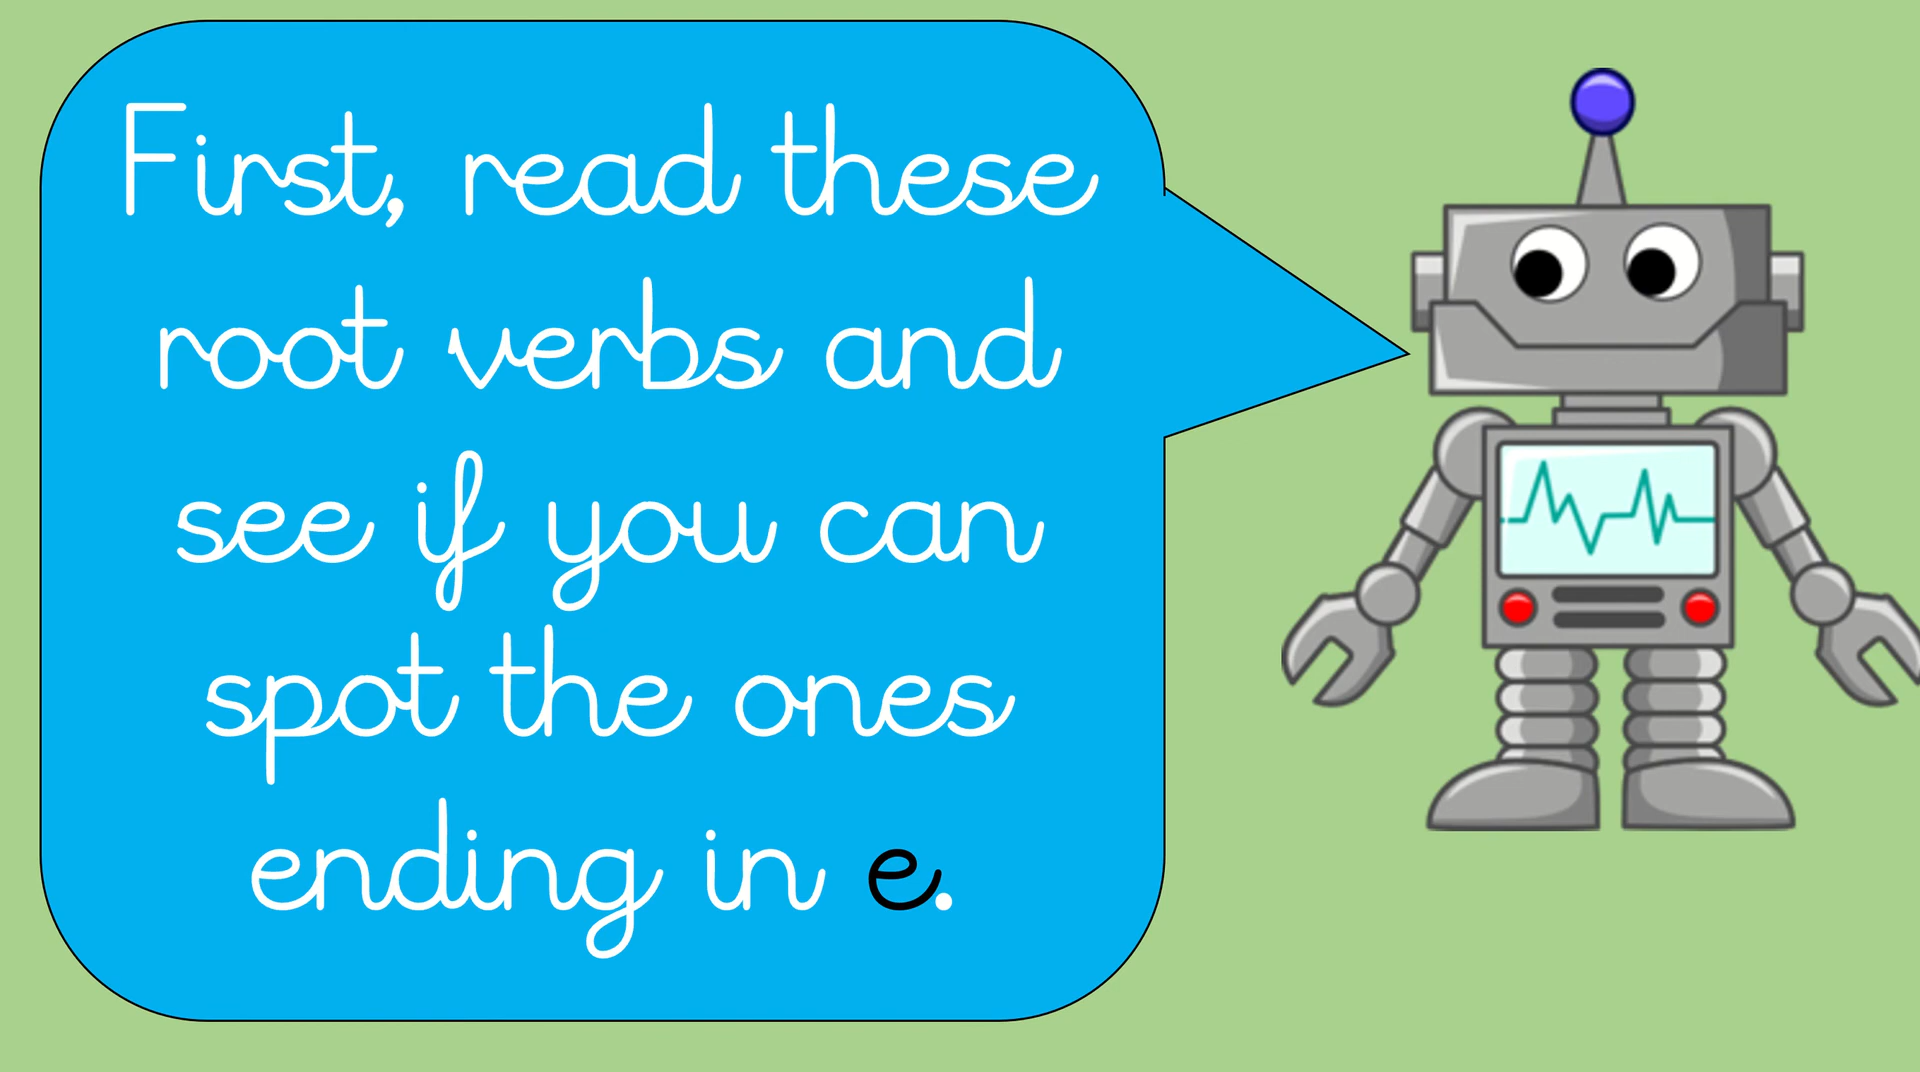 First, read these
root verbs and
see if you can
spot the ones
ending in e.